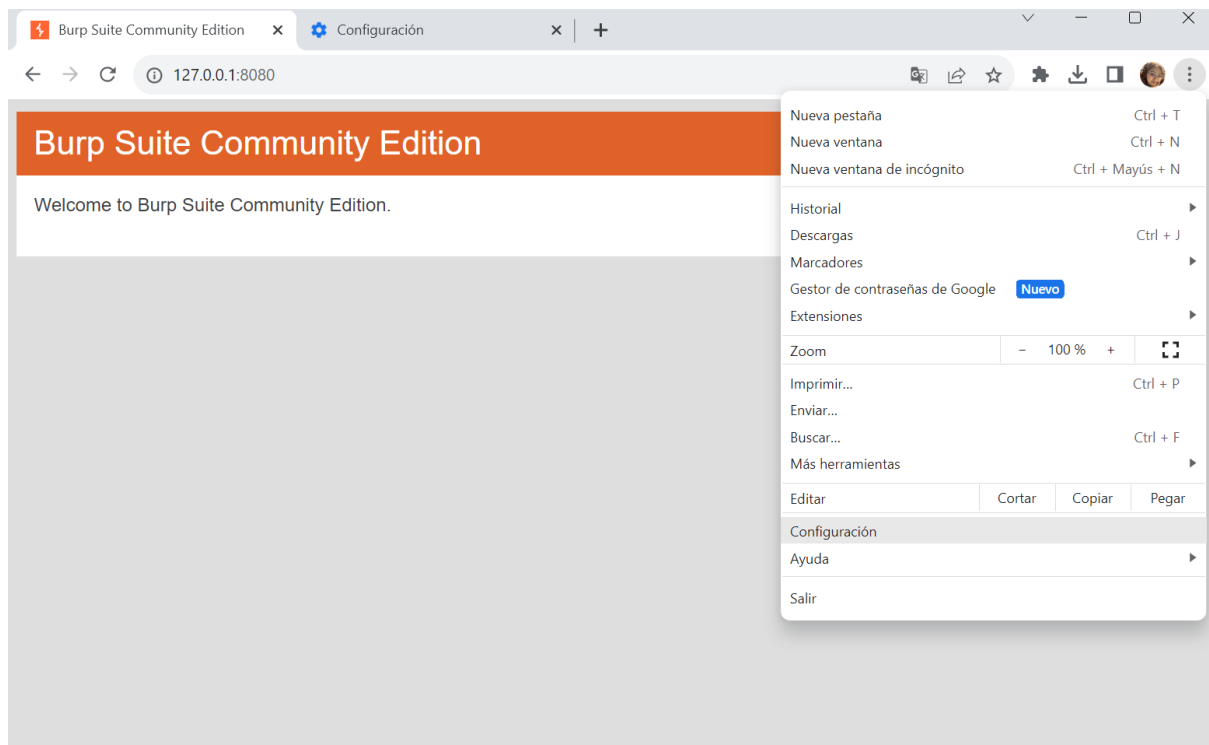 Burp Suite Community Edition
Configuración
127.0.0.1:8080
Burp Suite Community Edition
Welcome to Burp Suite Community Edition.
Nueva pestaña Ctrl + T
Nueva ventana Ctrl + N
Nueva ventana de incógnito Ctrl + Mayús + N
Historial
Descargas Ctrl + J
Marcadores
Gestor de contraseñas de Google Nuevo
Extensiones
Zoom – 100 % +
Imprimir... Ctrl + P
Enviar...
Buscar... Ctrl + F
Más herramientas
Editar Cortar Copiar Pegar
Configuración
Ayuda
Salir